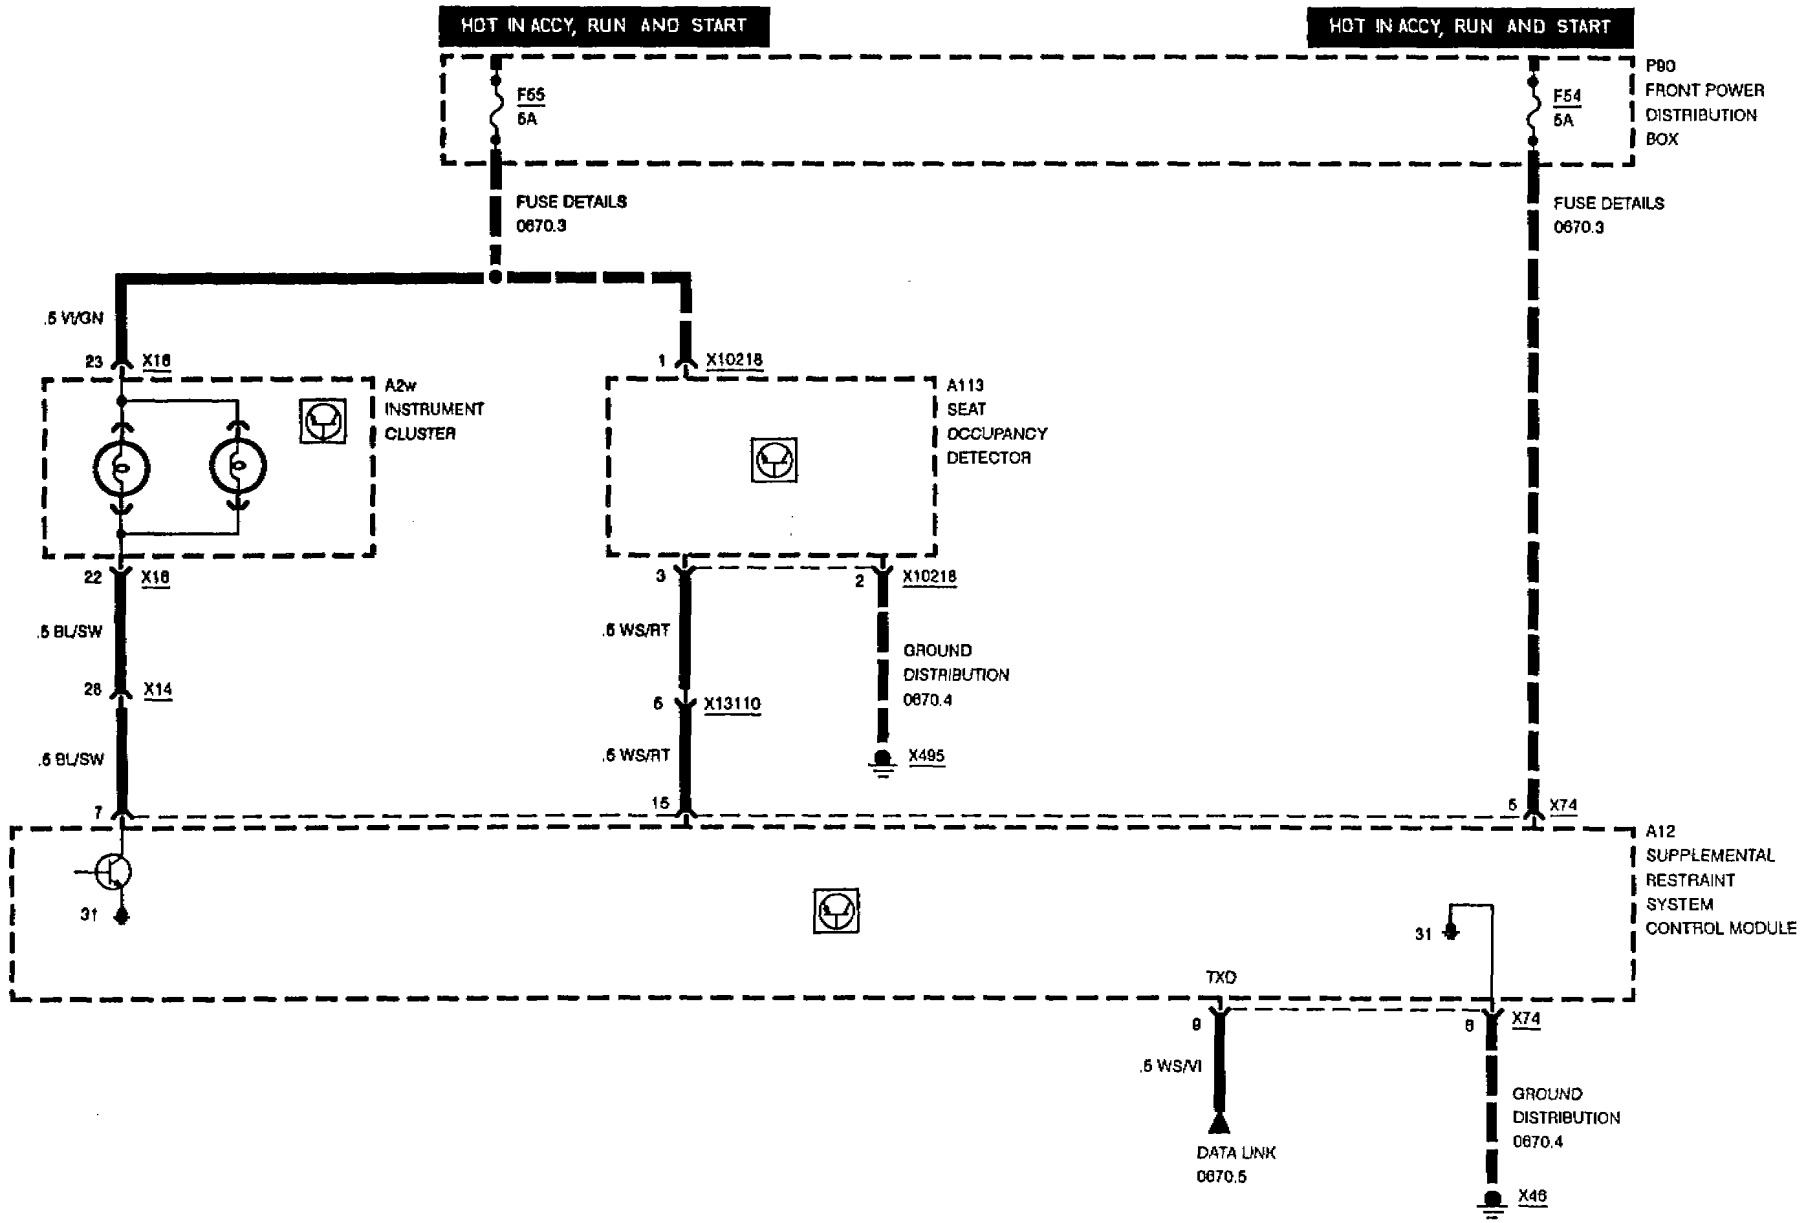 HOT IN ACCY, RUN AND START
HOT IN ACCY, RUN AND START
P90
FRONT POWER
DISTRIBUTION
BOX
F55
5A
F54
5A
FUSE DETAILS
0670.3
FUSE DETAILS
0670.3
.5 VI/GN
23
X16
1
X10218
A2w
INSTRUMENT
CLUSTER
A113
SEAT
OCCUPANCY
DETECTOR
22
X16
3
2
X10218
.5 BL/SW
.5 WS/RT
GROUND
DISTRIBUTION
0670.4
28
X14
6
X13110
.5 BL/SW
.5 WS/RT
X495
7
15
5
X74
A12
SUPPLEMENTAL
RESTRAINT
SYSTEM
CONTROL MODULE
31
31
TXD
9
6
X74
.5 WS/VI
GROUND
DISTRIBUTION
0670.4
DATA LINK
0670.5
X46